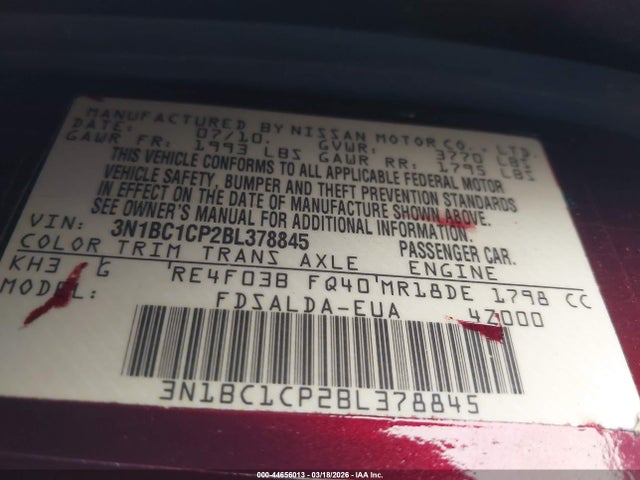 MANUFACTURED BY NISSAN MOTOR CO., LTD.
DATE: 07/10, GVWR: 3770 LBS
GAWR FR: 1993 LBS GAWR RR: 1795 LBS
THIS VEHICLE CONFORMS TO ALL APPLICABLE FEDERAL MOTOR
VEHICLE SAFETY, BUMPER AND THEFT PREVENTION STANDARDS
IN EFFECT ON THE DATE OF MANUFACTURE SHOWN ABOVE.
SEE OWNER'S MANUAL FOR ADDITIONAL INFORMATION.
VIN: 3N1BC1CP2BL378845 PASSENGER CAR.
COLOR TRIM TRANS AXLE ENGINE
KH3 G RE4F03B FQ40 MR18DE 1798 CC
MODEL: FDSALDA-EUA 4Z000
3N1BC1CP2BL378845
000-44656013 - 03/18/2026 - IAA Inc.